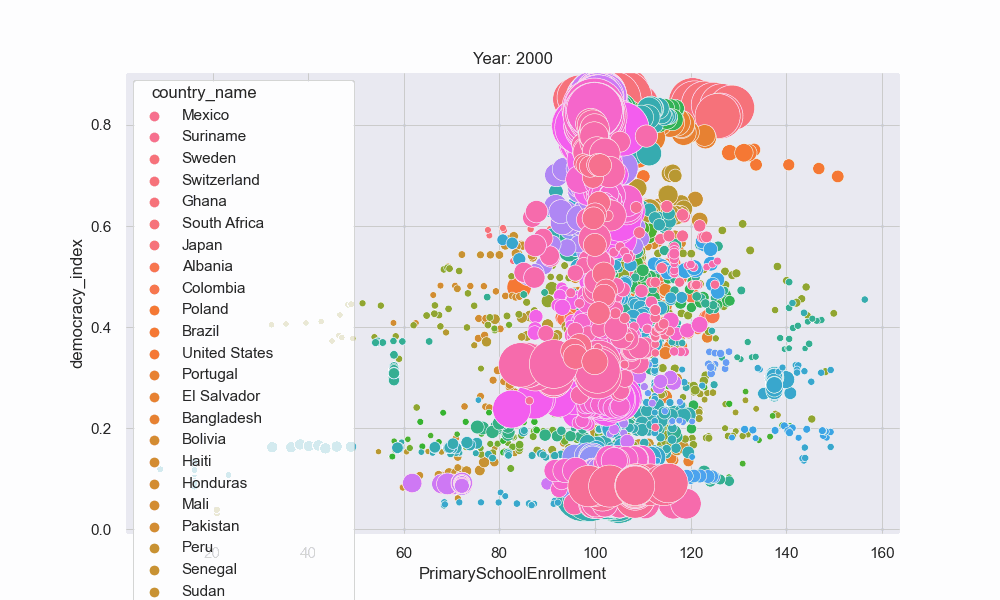 Year: 2000
country_name
Mexico
Suriname
Sweden
Switzerland
Ghana
South Africa
Japan
Albania
Colombia
Poland
Brazil
United States
Portugal
El Salvador
Bangladesh
Bolivia
Haiti
Honduras
Mali
Pakistan
Peru
Senegal
Sudan
democracy_index
0.8
0.6
0.4
0.2
0.0
20 40 60 80 100 120 140 160
PrimarySchoolEnrollment